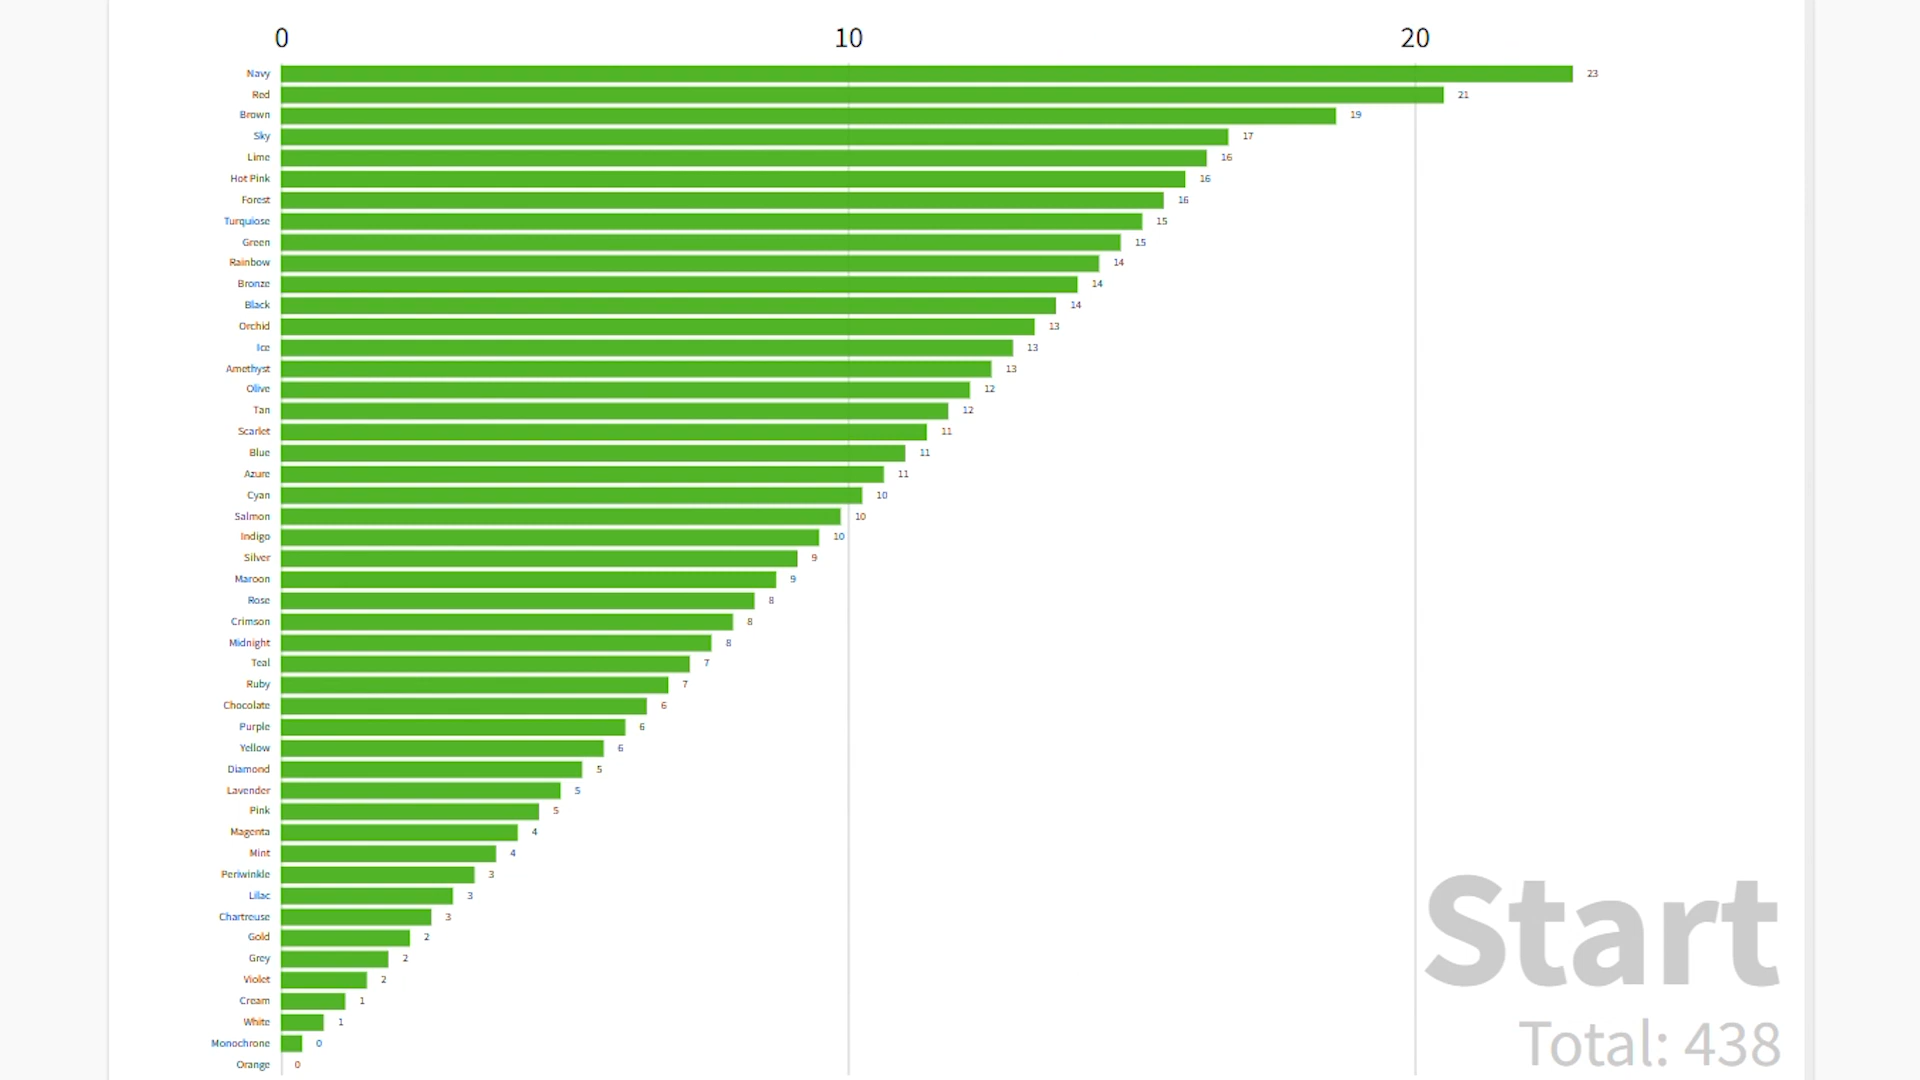 0 10 20
Navy 23
Red 21
Brown 19
Sky 17
Lime 16
Hot Pink 16
Forest 16
Turquiose 15
Green 15
Rainbow 14
Bronze 14
Black 14
Orchid 13
Ice 13
Amethyst 13
Olive 12
Tan 12
Scarlet 11
Blue 11
Azure 11
Cyan 10
Salmon 10
Indigo 10
Silver 9
Maroon 9
Rose 8
Crimson 8
Midnight 8
Teal 7
Ruby 7
Chocolate 6
Purple 6
Yellow 6
Diamond 5
Lavender 5
Pink 5
Magenta 4
Mint 4
Periwinkle 3
Lilac 3
Chartreuse 3
Gold 2
Grey 2
Violet 2
Cream 1
White 1
Monochrone 0
Orange 0
Start
Total: 438